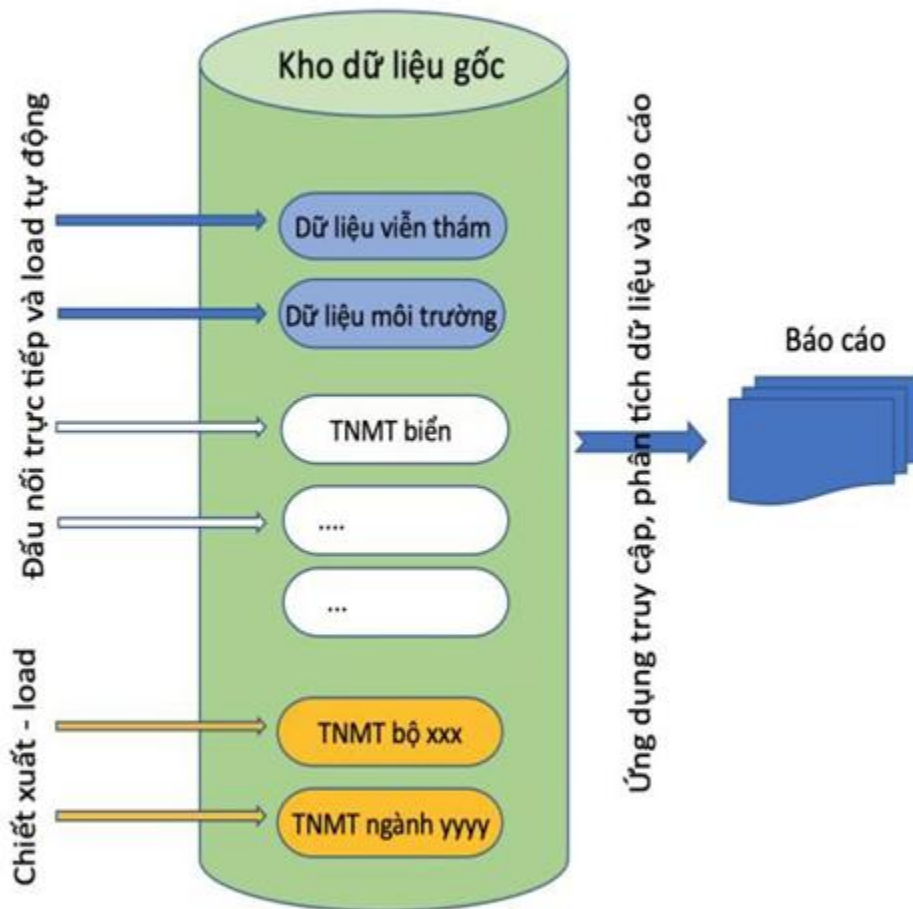 Kho dữ liệu gốc
Đấu nối trực tiếp và load tự động
Dữ liệu viễn thám
Dữ liệu môi trường
TNMT biển
....
...
Chiết xuất - load
TNMT bộ xxx
TNMT ngành yyyy
Ứng dụng truy cập, phân tích dữ liệu và báo cáo
Báo cáo